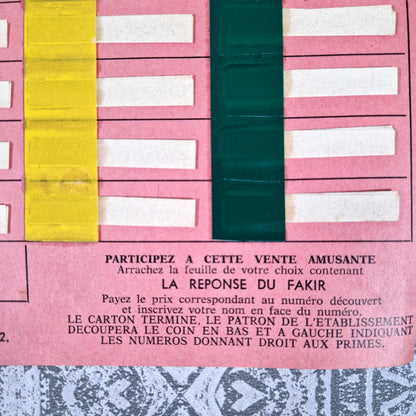 PARTICIPEZ A CETTE VENTE AMUSANTE
Arrachez la feuille de votre choix contenant
LA REPONSE DU FAKIR
Payez le prix correspondant au numéro découvert
et inscrivez votre nom en face du numéro.
LE CARTON TERMINE, LE PATRON DE L'ETABLISSEMENT
DECOUPERA LE COIN EN BAS ET A GAUCHE INDIQUANT
LES NUMEROS DONNANT DROIT AUX PRIMES.
2.